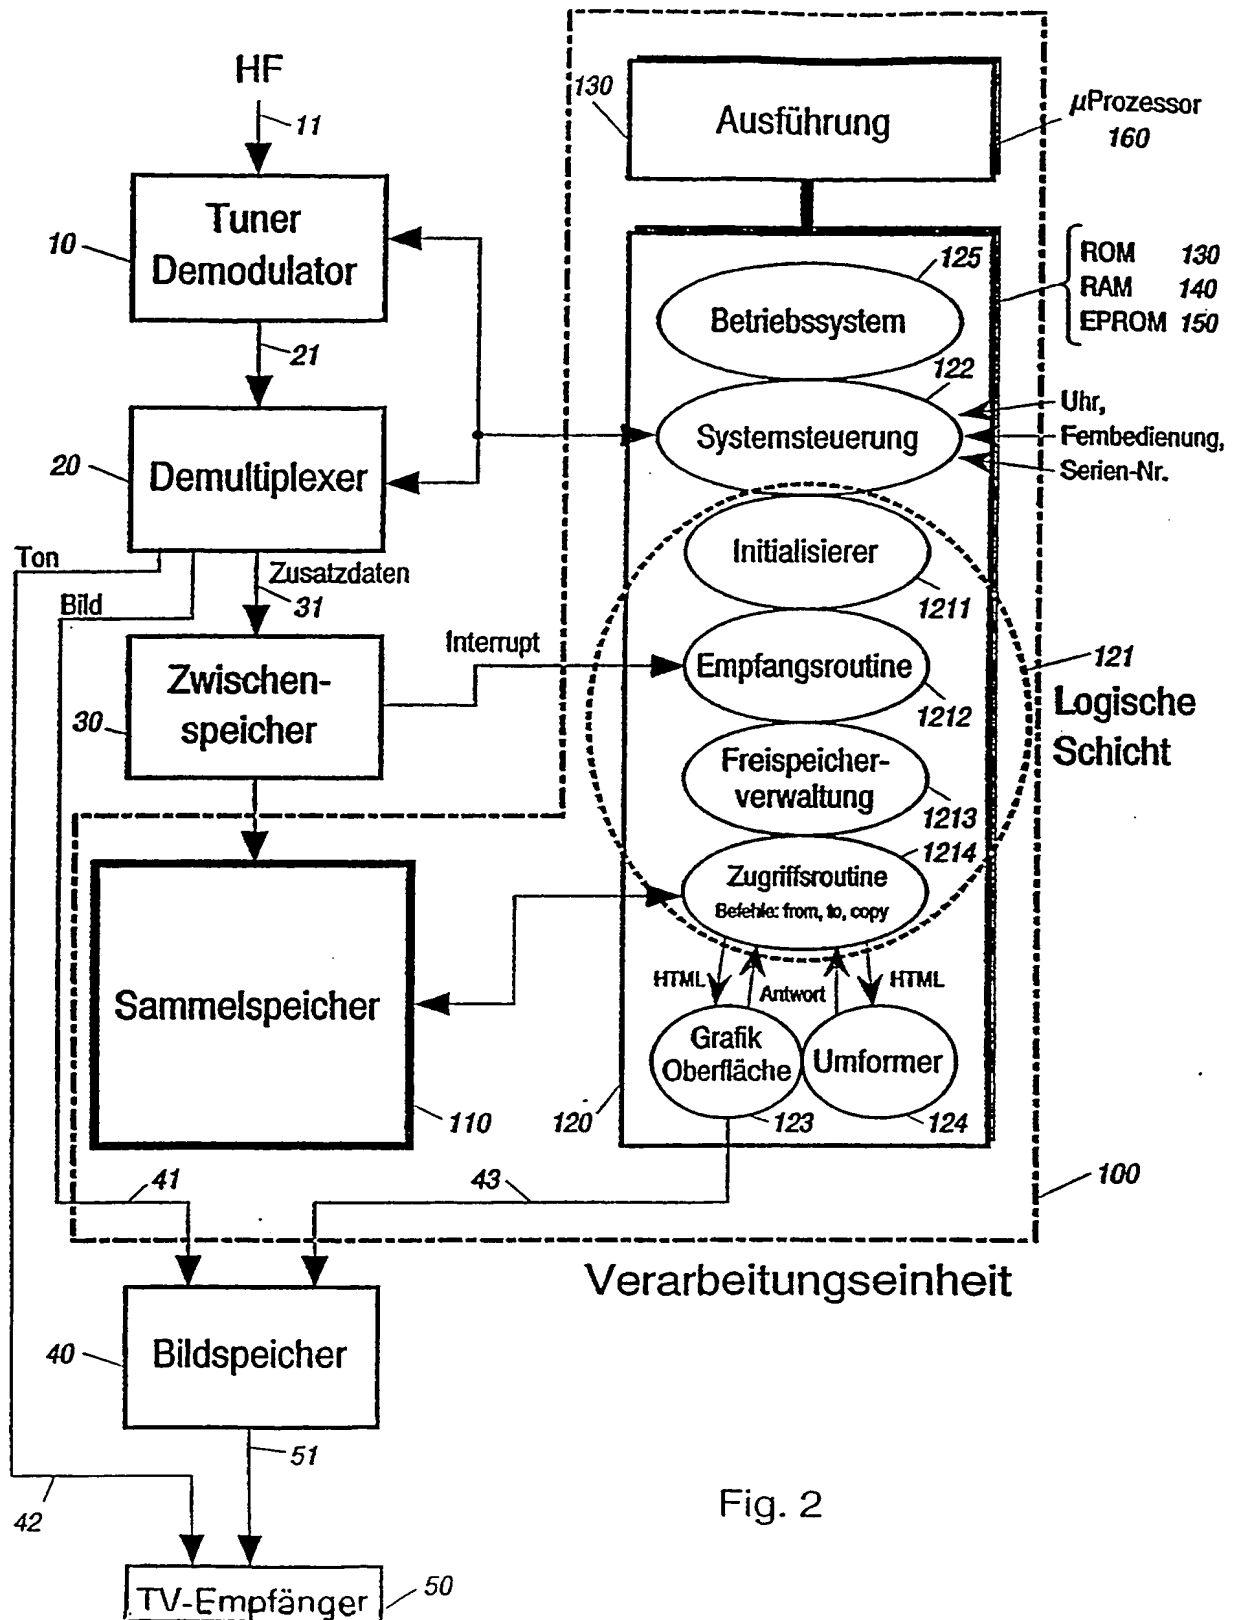 HF
11
Tuner
Demodulator
10
21
Demultiplexer
20
Ton
Bild
Zusatzdaten
31
Interrupt
Zwischen-
speicher
30
Sammelspeicher
110
41
43
Bildspeicher
40
51
42
TV-Empfänger
50
130
Ausführung
µProzessor
160
ROM 130
RAM 140
EPROM 150
125
Betriebssystem
122
Systemsteuerung
Uhr,
Fernbedienung,
Serien-Nr.
Initialisierer
1211
Empfangsroutine
1212
121
Logische
Schicht
Freispeicher-
verwaltung
1213
1214
Zugriffsroutine
Befehle: from, to, copy
HTML
Antwort
HTML
Grafik
Oberfläche
Umformer
120
123
124
100
Verarbeitungseinheit
Fig. 2